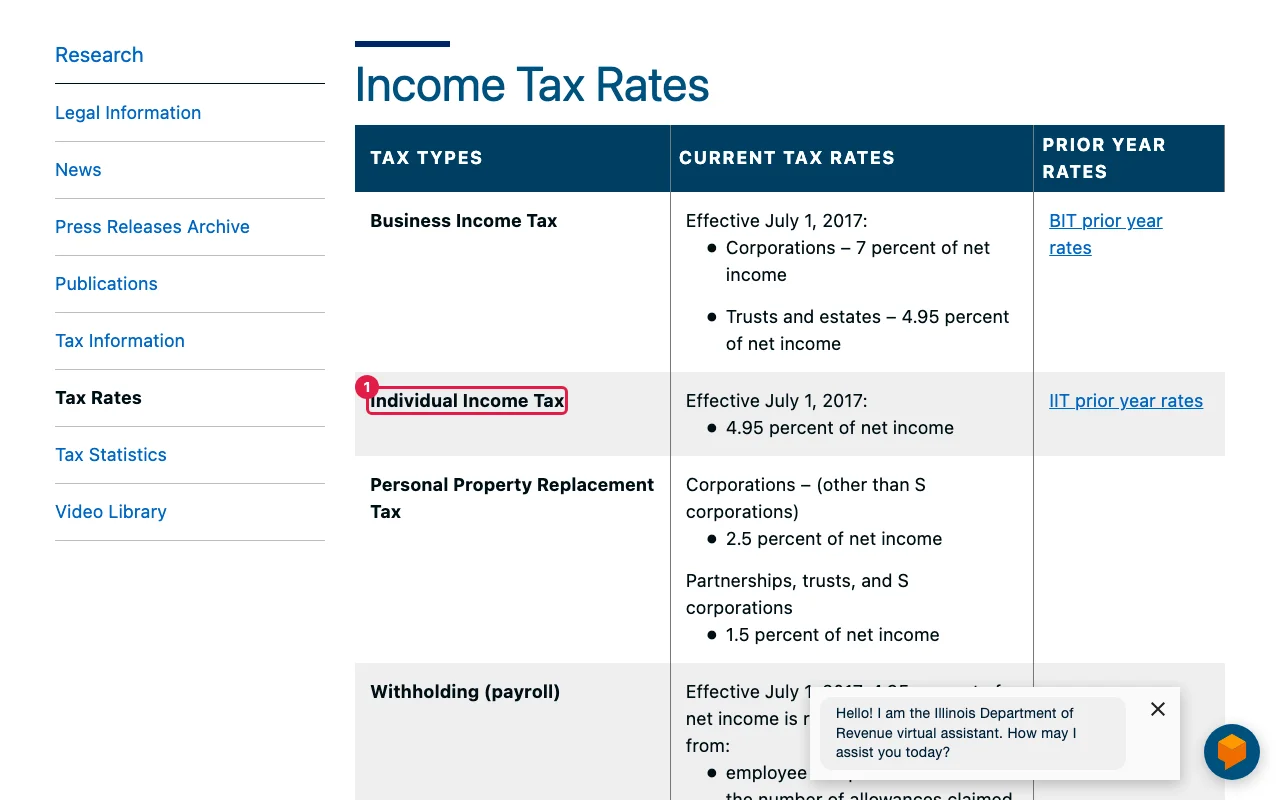 Research
Legal Information
News
Press Releases Archive
Publications
Tax Information
Tax Rates
Tax Statistics
Video Library
Income Tax Rates
TAX TYPES
CURRENT TAX RATES
PRIOR YEAR
RATES
Business Income Tax
Effective July 1, 2017:
● Corporations – 7 percent of net
income
● Trusts and estates – 4.95 percent
of net income
BIT prior year
rates
1
Individual Income Tax
Effective July 1, 2017:
● 4.95 percent of net income
IIT prior year rates
Personal Property Replacement
Tax
Corporations – (other than S
corporations)
● 2.5 percent of net income
Partnerships, trusts, and S
corporations
● 1.5 percent of net income
Withholding (payroll)
Effective July 1
net income is
from:
● employee
the number of allowances claimed
Hello! I am the Illinois Department of
Revenue virtual assistant. How may I
assist you today?